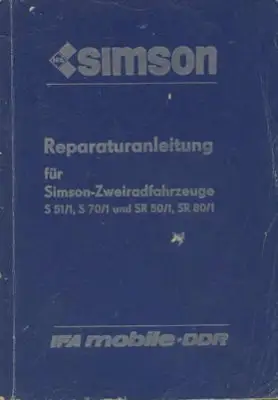 simson
Reparaturanleitung
für
Simson-Zweiradfahrzeuge
S 51/1, S 70/1 und SR 50/1, SR 80/1
IFA mobile-DDR